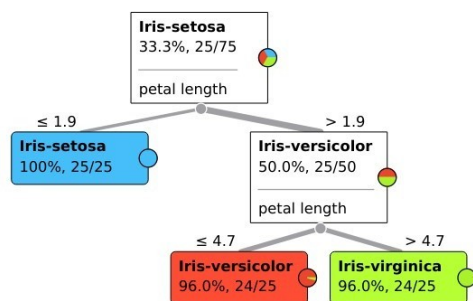 Iris-setosa
33.3%, 25/75
petal length
≤ 1.9
> 1.9
Iris-setosa
100%, 25/25
Iris-versicolor
50.0%, 25/50
petal length
≤ 4.7
> 4.7
Iris-versicolor
96.0%, 24/25
Iris-virginica
96.0%, 24/25